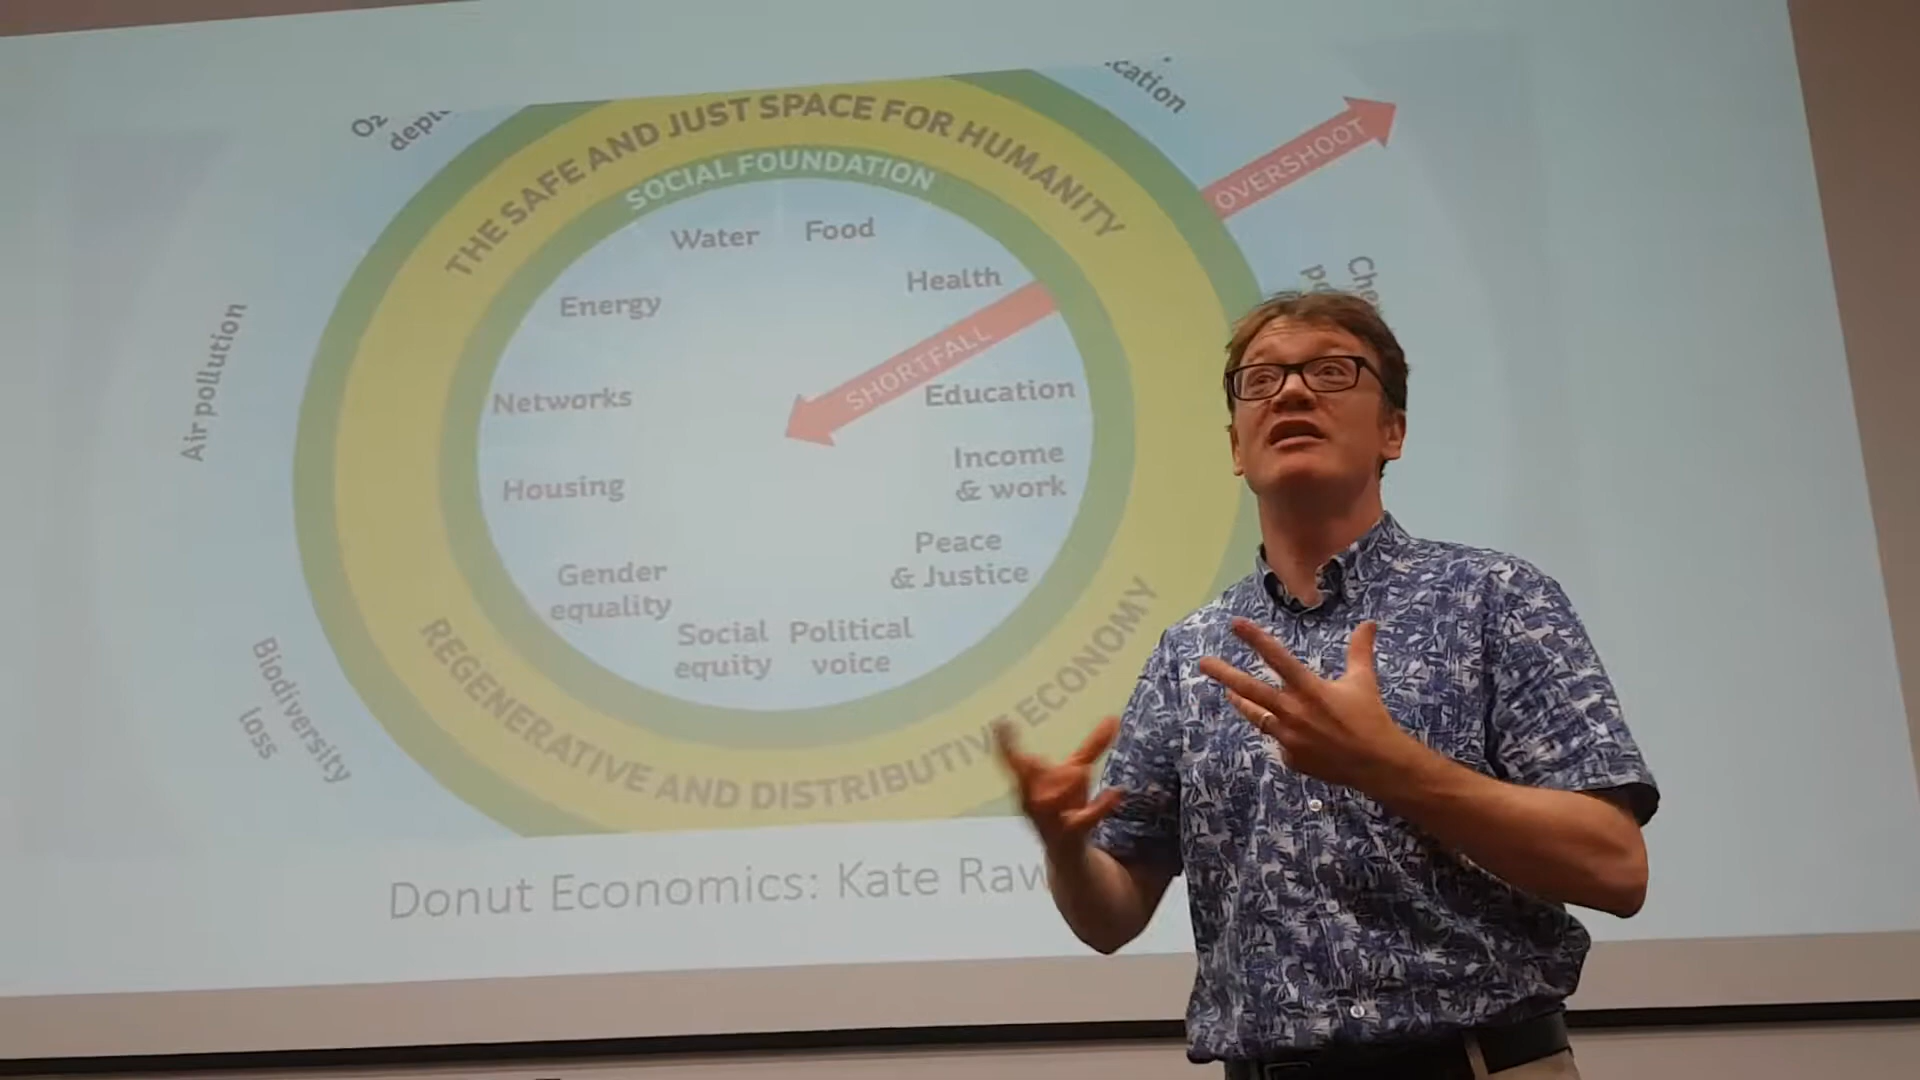 O2
THE SAFE AND JUST SPACE FOR HUMANITY
OVERSHOOT
SOCIAL FOUNDATION
Water
Food
Health
Energy
SHORTFALL
Networks
Education
Air pollution
Income
& work
Housing
Peace
& Justice
Gender
equality
Social
equity
Political
voice
Biodiversity
loss
REGENERATIVE AND DISTRIBUTIVE ECONOMY
Donut Economics: Kate